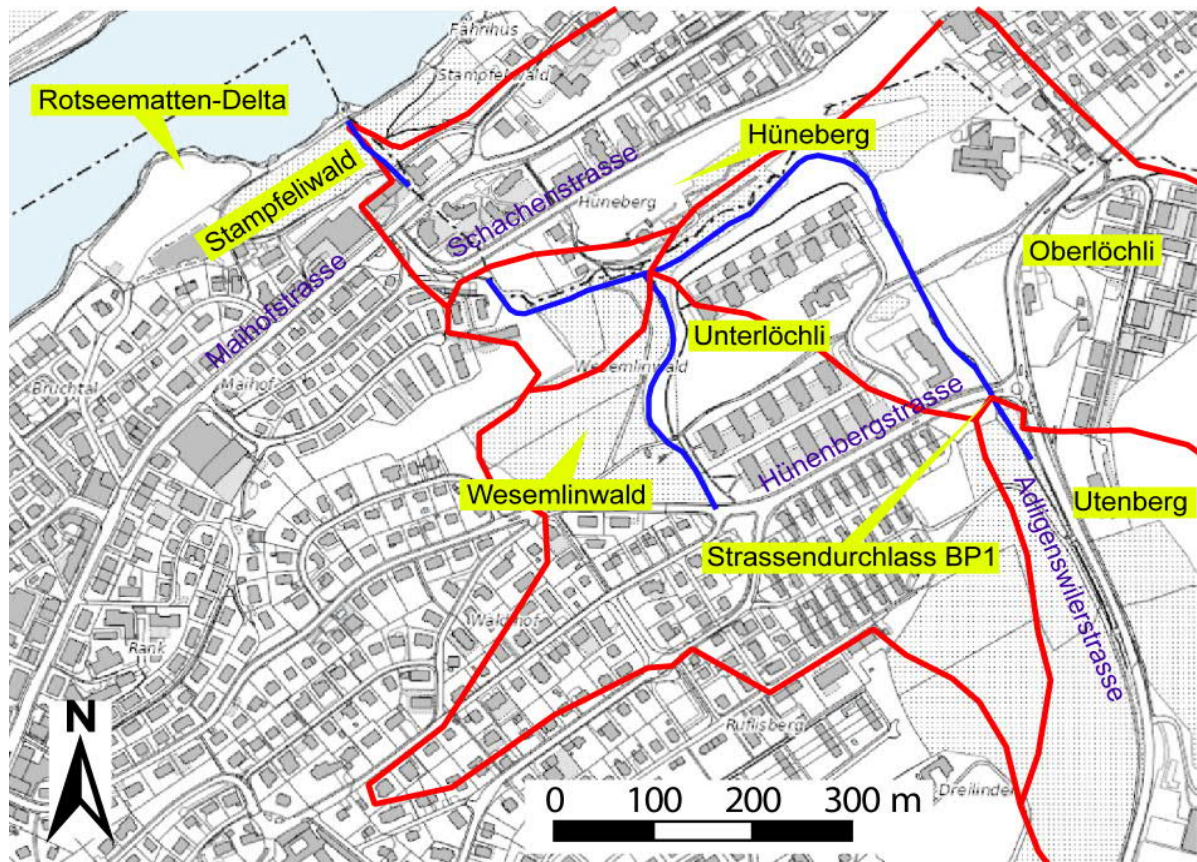 Fährihus
Stampfeliwald
Rotseematten-Delta
Hüneberg
Stampfeliwald
Schachenstrasse
Hüneberg
Oberlöchli
Maihofstrasse
Unterlöchli
Wesemlinwald
Bruchtal
Maihof
Hünenbergstrasse
Wesemlinwald
Utenberg
Adligenswilerstrasse
Strassendurchlass BP1
Waldhof
Rank
N
Ruflisberg
Dreilinden
0 100 200 300 m